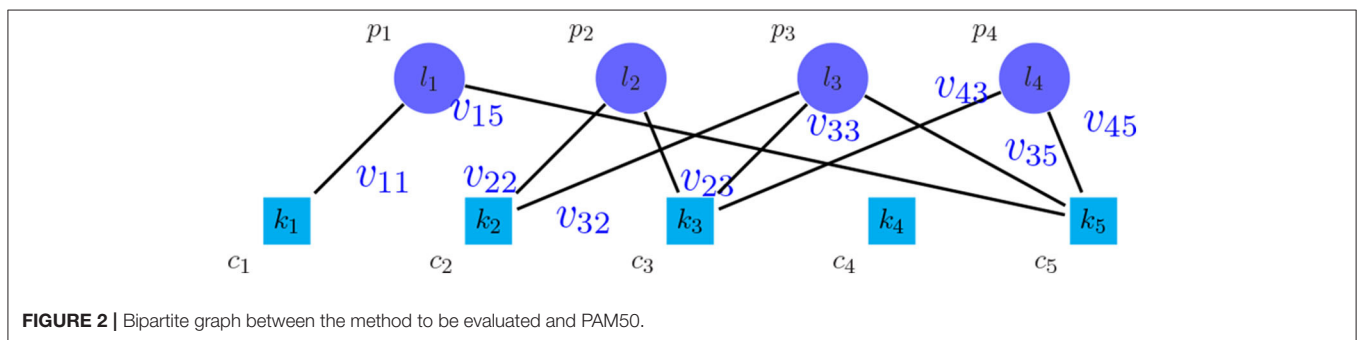 p1 p2 p3 p4
l1 l2 l3 l4
v15 v33 v43 v45
v11 v22 v23 v35
v32
k1 k2 k3 k4 k5
c1 c2 c3 c4 c5
FIGURE 2 | Bipartite graph between the method to be evaluated and PAM50.